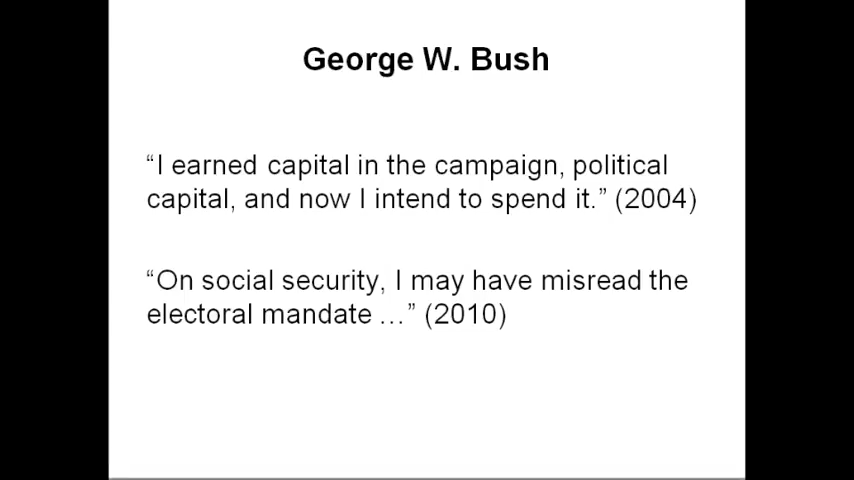 George W. Bush
“I earned capital in the campaign, political
capital, and now I intend to spend it.” (2004)
“On social security, I may have misread the
electoral mandate …” (2010)